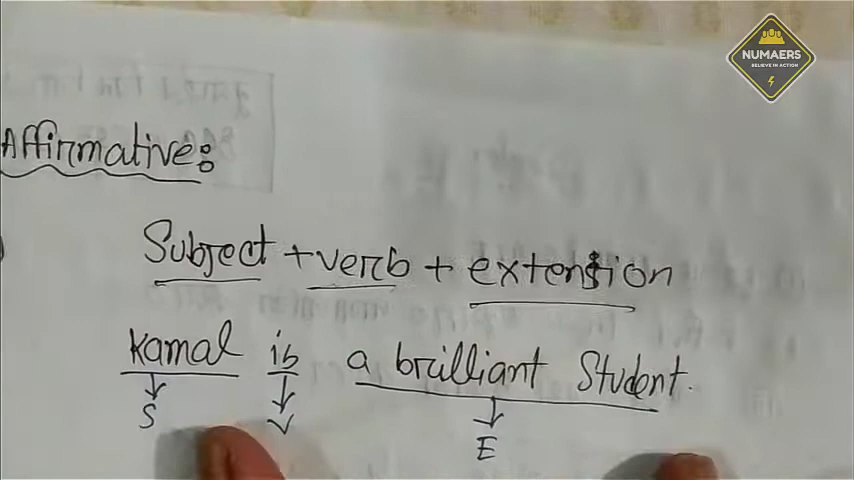 NUMAERS
BELIEVE IN ACTION
Affirmative:
Subject + verb + extension
Kamal is a brilliant Student.
S V E